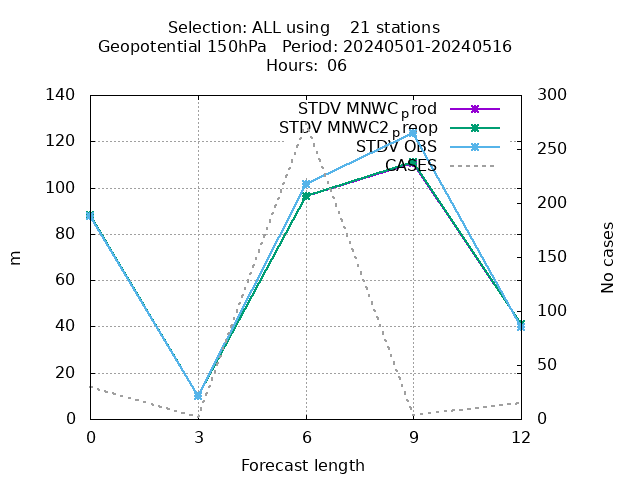 Selection: ALL using    21 stations
Geopotential 150hPa   Period: 20240501-20240516
Hours:  06
140
300
STDV MNWCprod
STDV MNWC2preop
120
STDV OBS
250
CASES
100
200
80
m
No cases
150
60
100
40
50
20
0
0
0
3
6
9
12
Forecast length